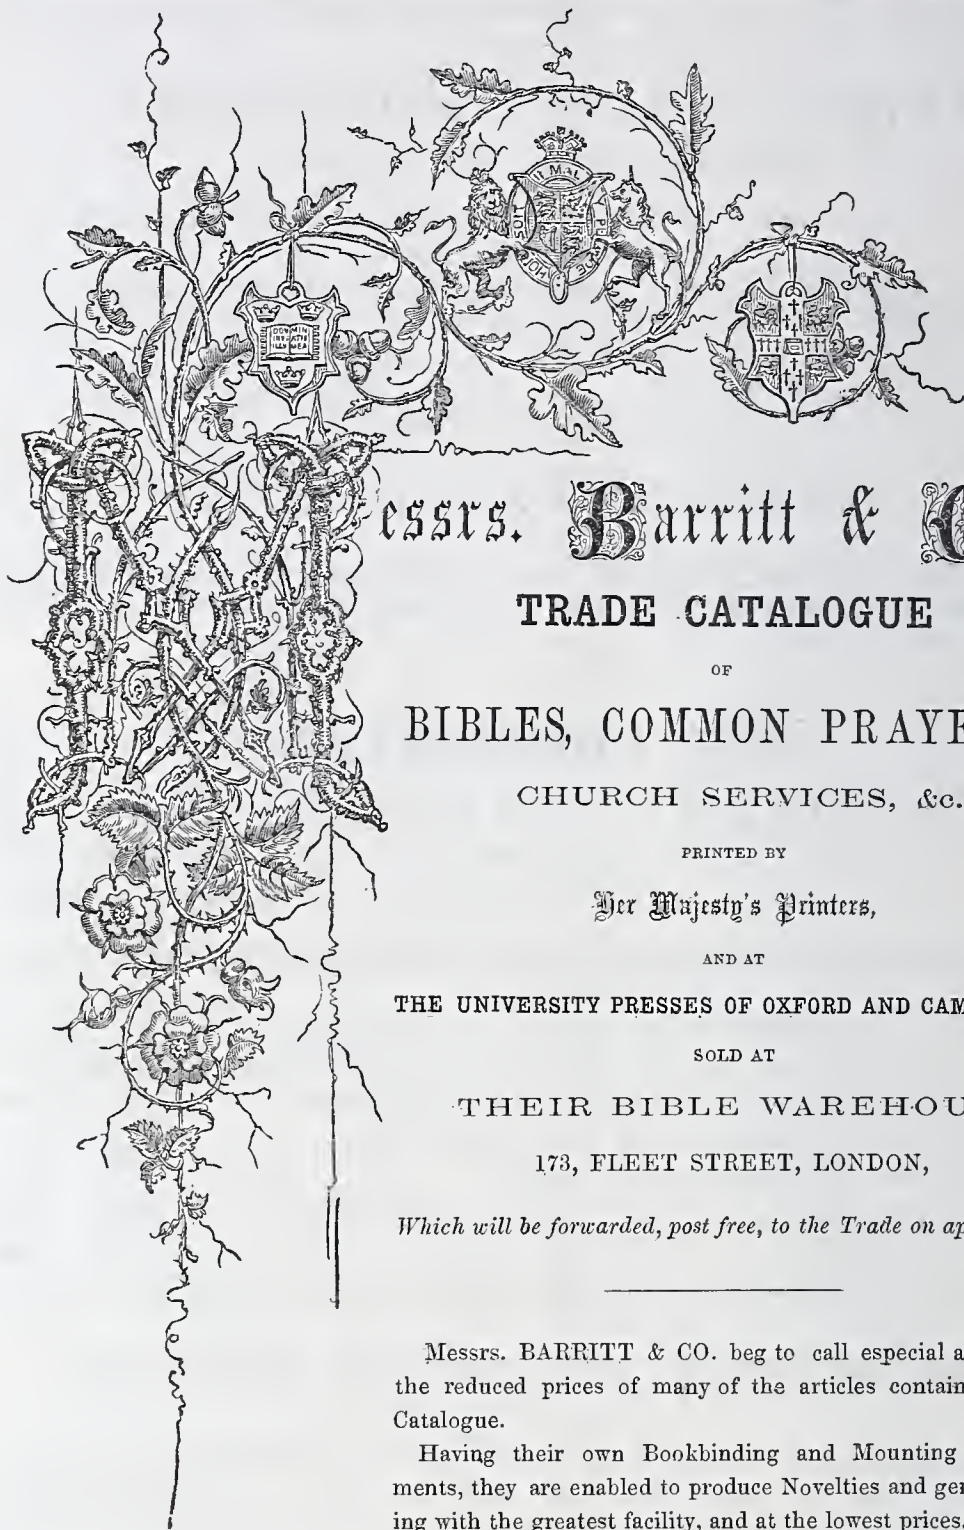 DOMIN
ILLU MEA
Messrs. Barritt & C
TRADE CATALOGUE
OF
BIBLES, COMMON PRAYE
CHURCH SERVICES, &c.
PRINTED BY
Her Majesty's Printers,
AND AT
THE UNIVERSITY PRESSES OF OXFORD AND CAM
SOLD AT
THEIR BIBLE WAREHOU
173, FLEET STREET, LONDON,
Which will be forwarded, post free, to the Trade on ap
Messrs. BARRITT & CO. beg to call especial a
the reduced prices of many of the articles contain
Catalogue.
Having their own Bookbinding and Mounting
ments, they are enabled to produce Novelties and ge
ing with the greatest facility, and at the lowest prices.